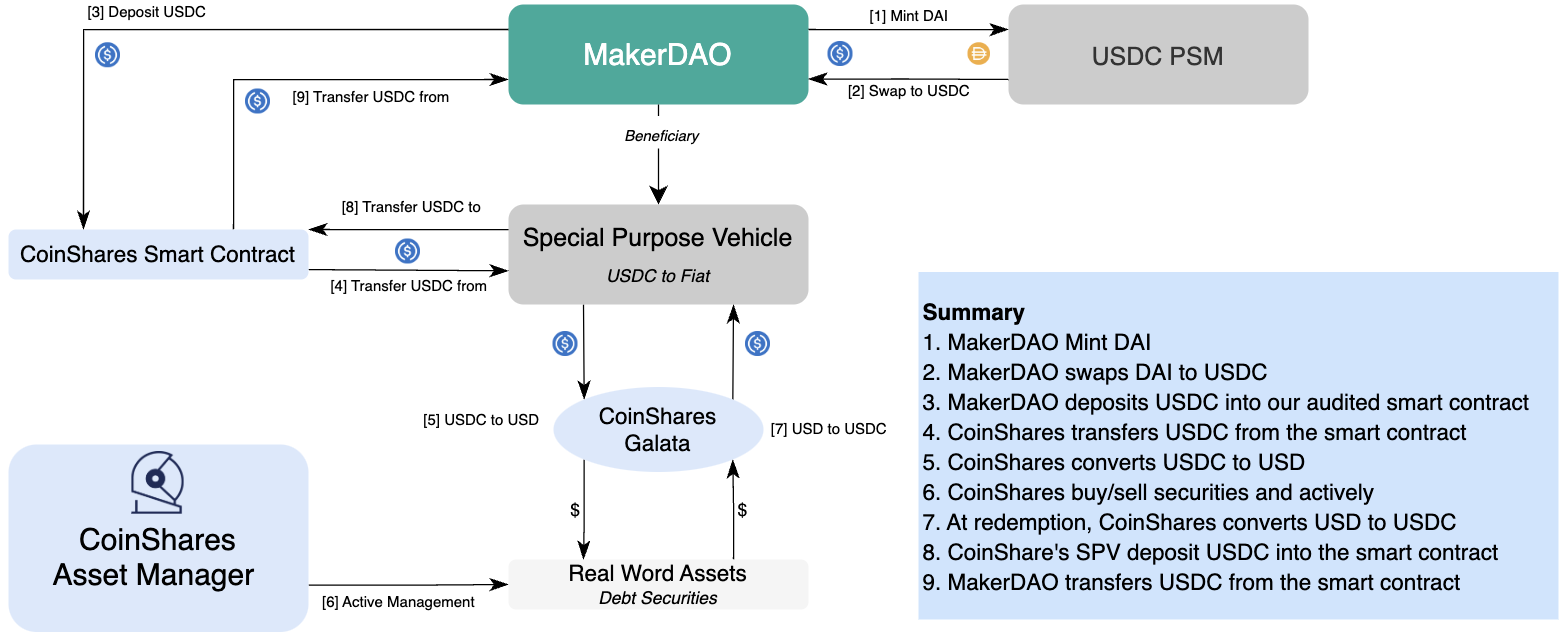 [3] Deposit USDC
MakerDAO
[1] Mint DAI
USDC PSM
[9] Transfer USDC from
[2] Swap to USDC
Beneficiary
[8] Transfer USDC to
CoinShares Smart Contract
Special Purpose Vehicle
USDC to Fiat
[4] Transfer USDC from
[5] USDC to USD
CoinShares
Galata
[7] USD to USDC
$
$
CoinShares
Asset Manager
[6] Active Management
Real Word Assets
Debt Securities
Summary
1. MakerDAO Mint DAI
2. MakerDAO swaps DAI to USDC
3. MakerDAO deposits USDC into our audited smart contract
4. CoinShares transfers USDC from the smart contract
5. CoinShares converts USDC to USD
6. CoinShares buy/sell securities and actively
7. At redemption, CoinShares converts USD to USDC
8. CoinShare's SPV deposit USDC into the smart contract
9. MakerDAO transfers USDC from the smart contract